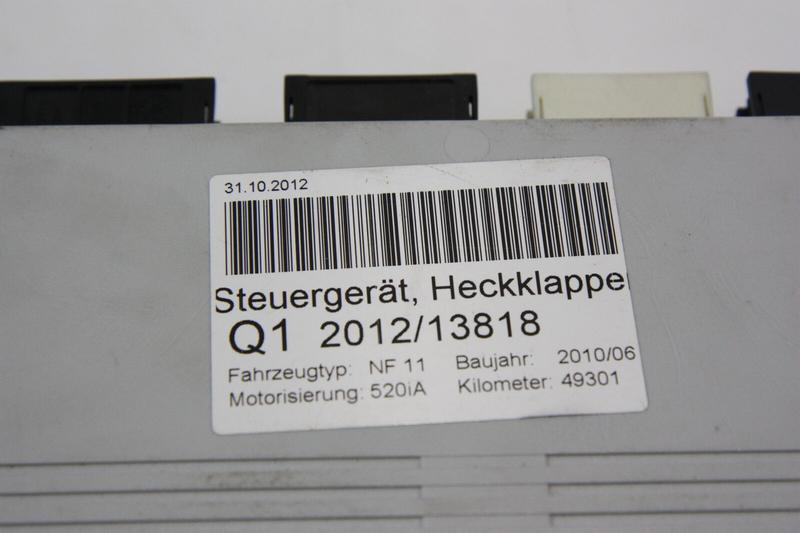 31.10.2012
Steuergerät, Heckklappe
Q1 2012/13818
Fahrzeugtyp: NF 11 Baujahr: 2010/06
Motorisierung: 520iA Kilometer: 49301